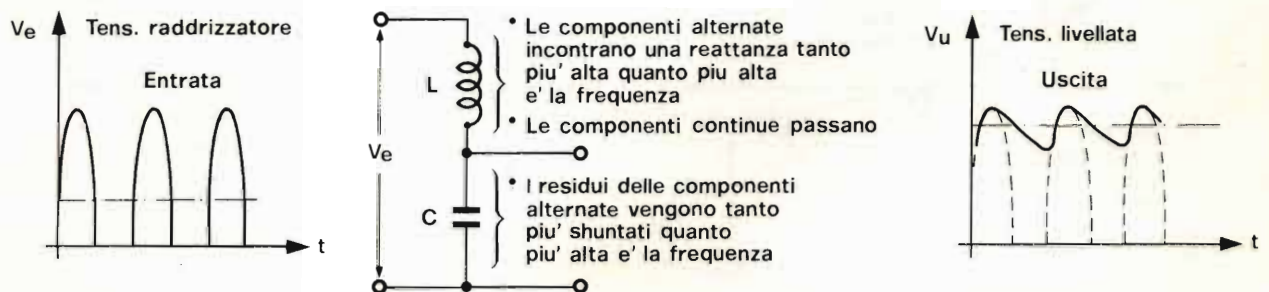 Ve Tens. raddrizzatore
Entrata
t
Ve
L
• Le componenti alternate
incontrano una reattanza tanto
piu' alta quanto piu alta
e' la frequenza
• Le componenti continue passano
C
• I residui delle componenti
alternate vengono tanto
piu' shuntati quanto
piu' alta e' la frequenza
Vu Tens. livellata
Uscita
t